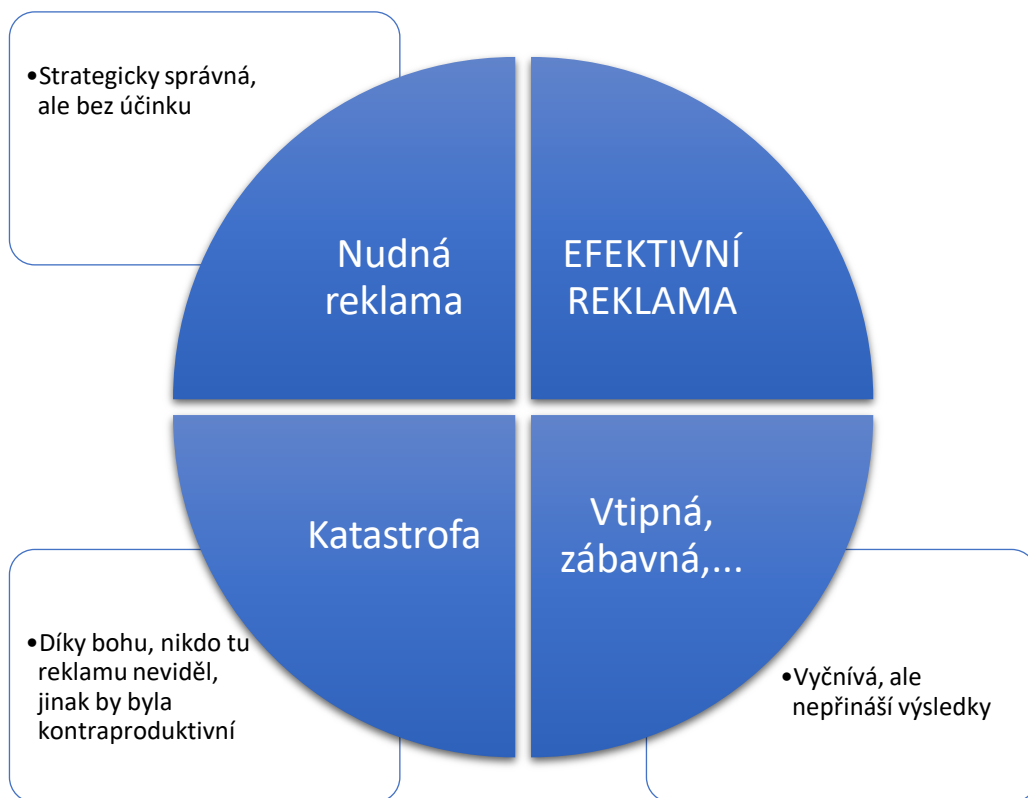 •Strategicky správná,
ale bez účinku
Nudná
reklama
EFEKTIVNÍ
REKLAMA
Katastrofa
Vtipná,
zábavná,...
•Díky bohu, nikdo tu
reklamu neviděl,
jinak by byla
kontraproduktivní
•Vyčnívá, ale
nepřináší výsledky